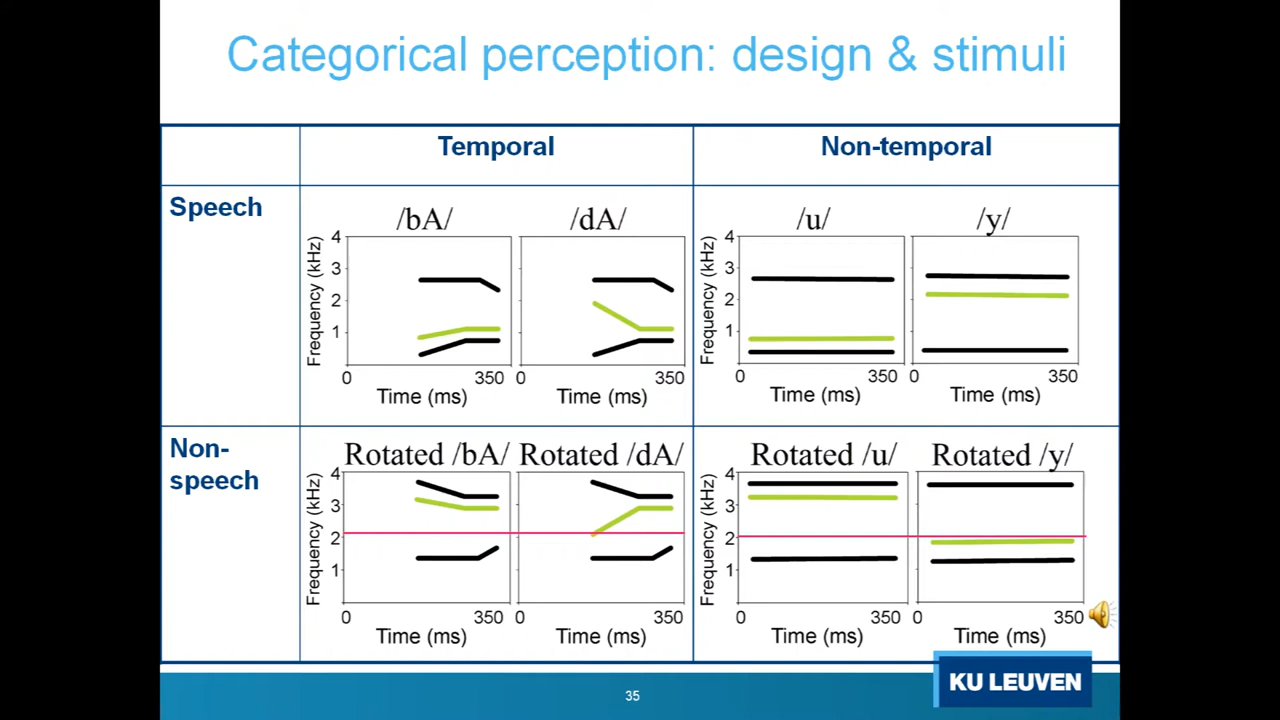 Categorical perception: design & stimuli
Temporal
Non-temporal
Speech
/bA/
/dA/
/u/
/y/
Frequency (kHz)
4
3
2
1
0
350
0
350
Time (ms)
Time (ms)
Frequency (kHz)
4
3
2
1
0
350
0
350
Time (ms)
Time (ms)
Non-
speech
Rotated /bA/
Rotated /dA/
Rotated /u/
Rotated /y/
Frequency (kHz)
4
3
2
1
0
350
0
350
Time (ms)
Time (ms)
Frequency (kHz)
4
3
2
1
0
350
0
350
Time (ms)
Time (ms)
35
KU LEUVEN